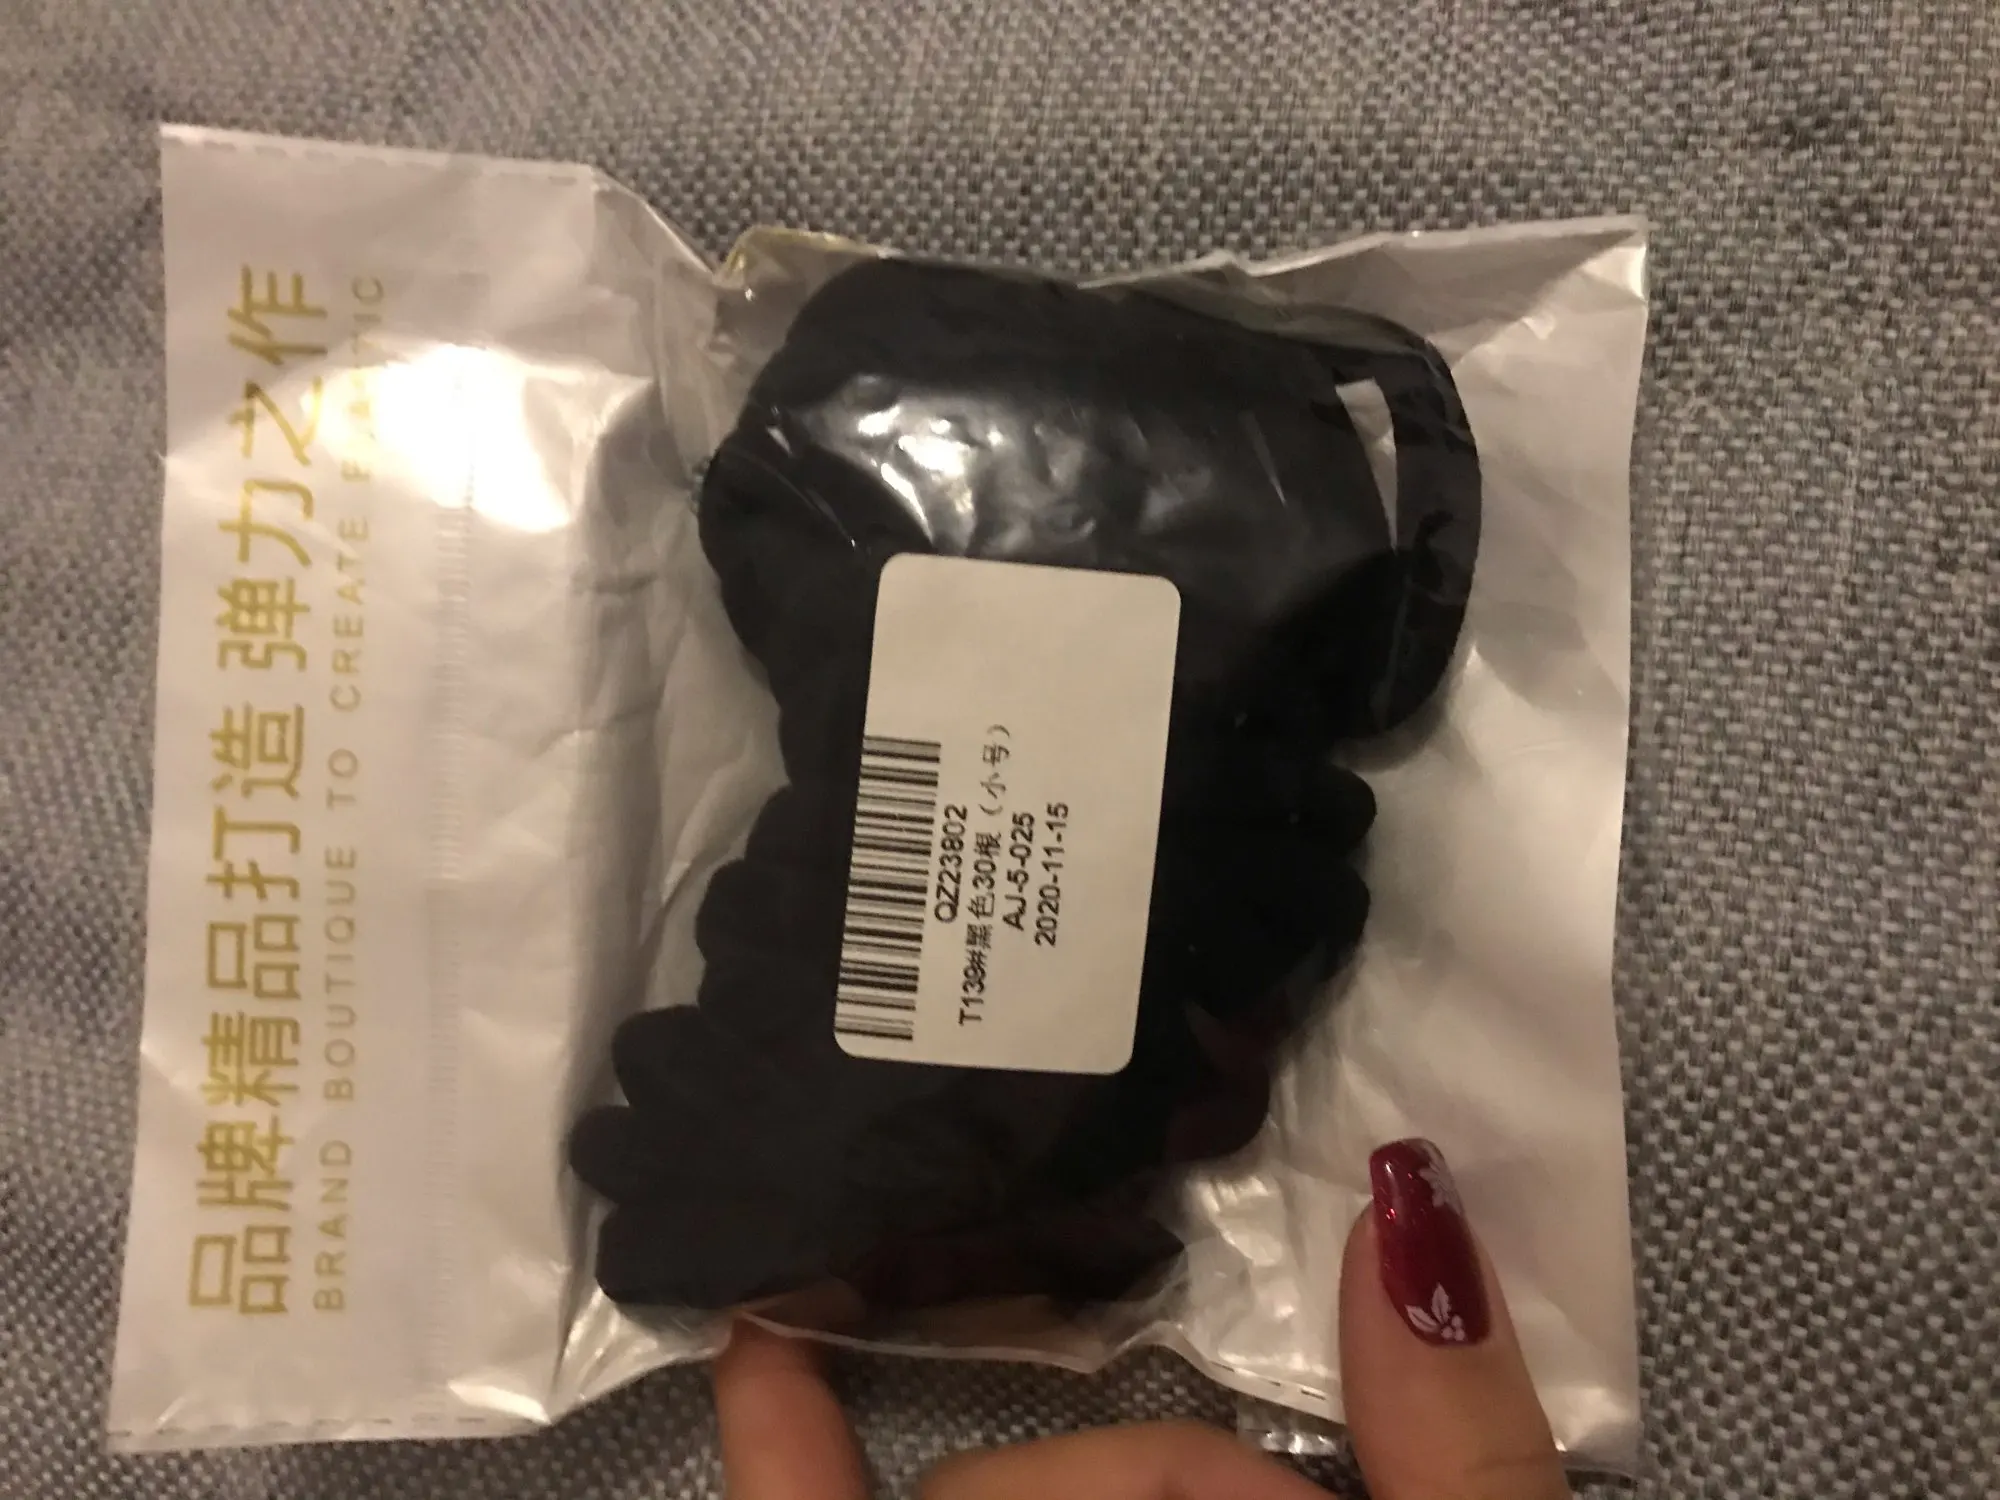 品牌精品打造 弹力之作
BRAND BOUTIQUE TO CREATE
QZ23802
T139#黑色30根（小号）
AJ-5-025
2020-11-15